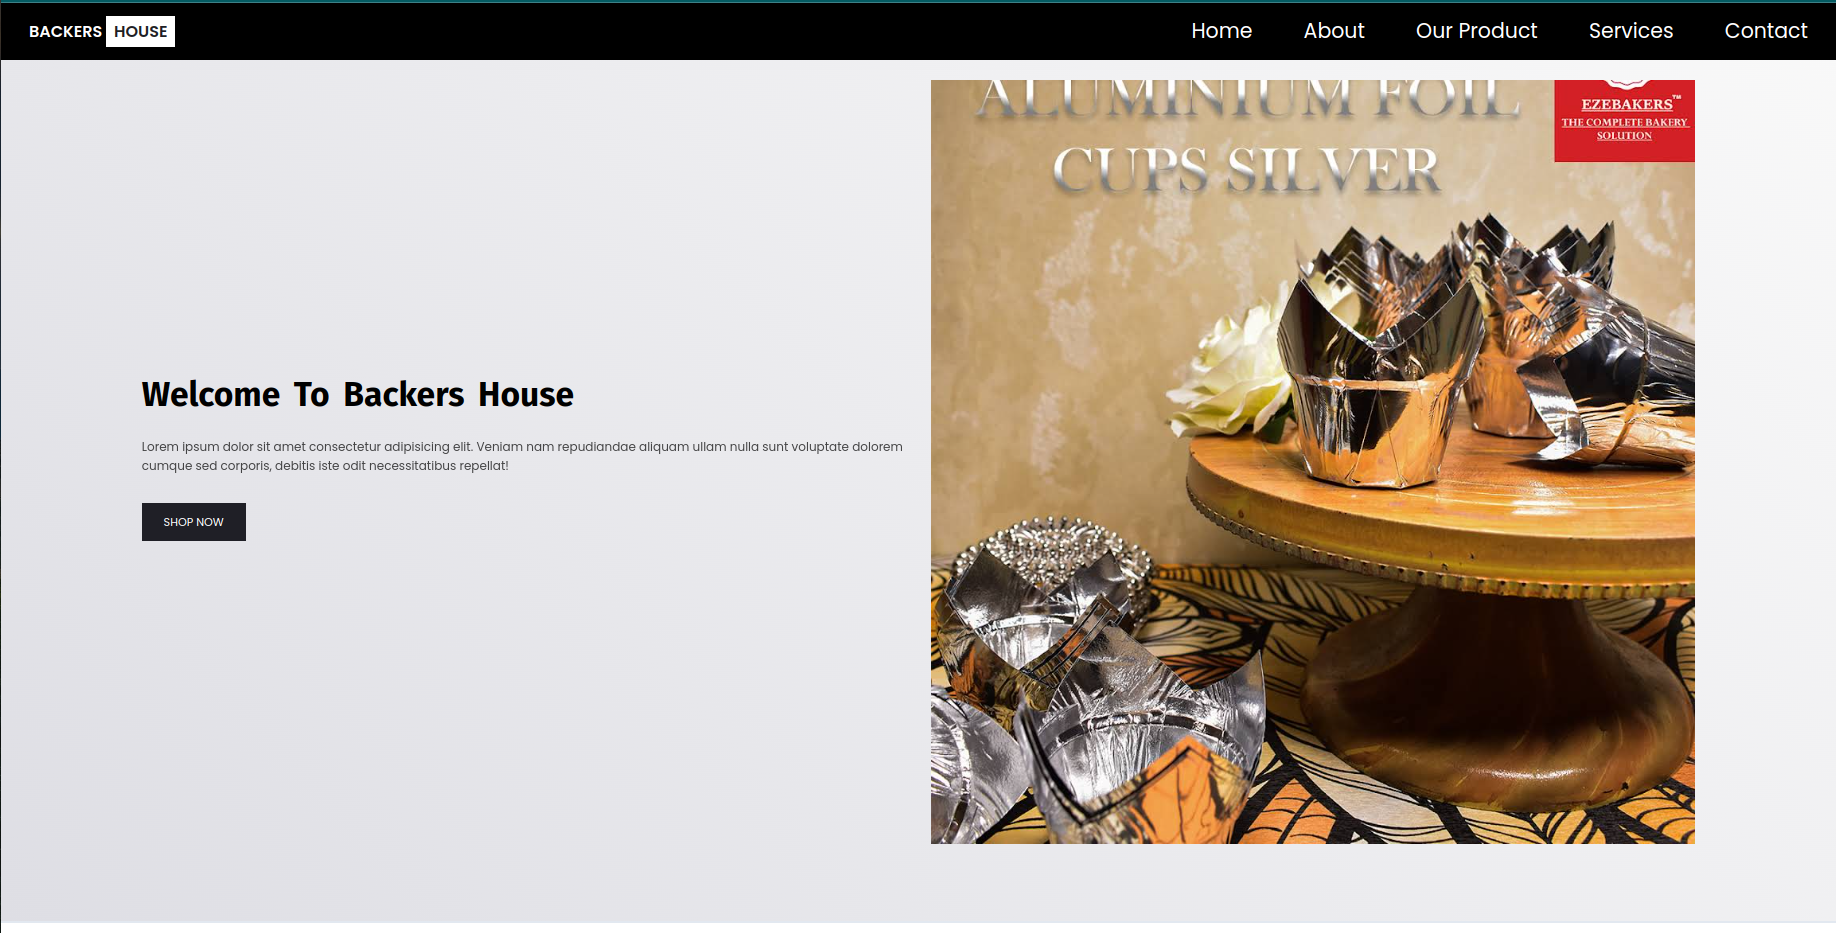 BACKERS HOUSE
Home About Our Product Services Contact
ALUMINIUM FOIL
CUPS SILVER
EZEBAKERS™
THE COMPLETE BAKERY
SOLUTION
Welcome To Backers House
Lorem ipsum dolor sit amet consectetur adipisicing elit. Veniam nam repudiandae aliquam ullam nulla sunt voluptate dolorem
cumque sed corporis, debitis iste odit necessitatibus repellat!
SHOP NOW